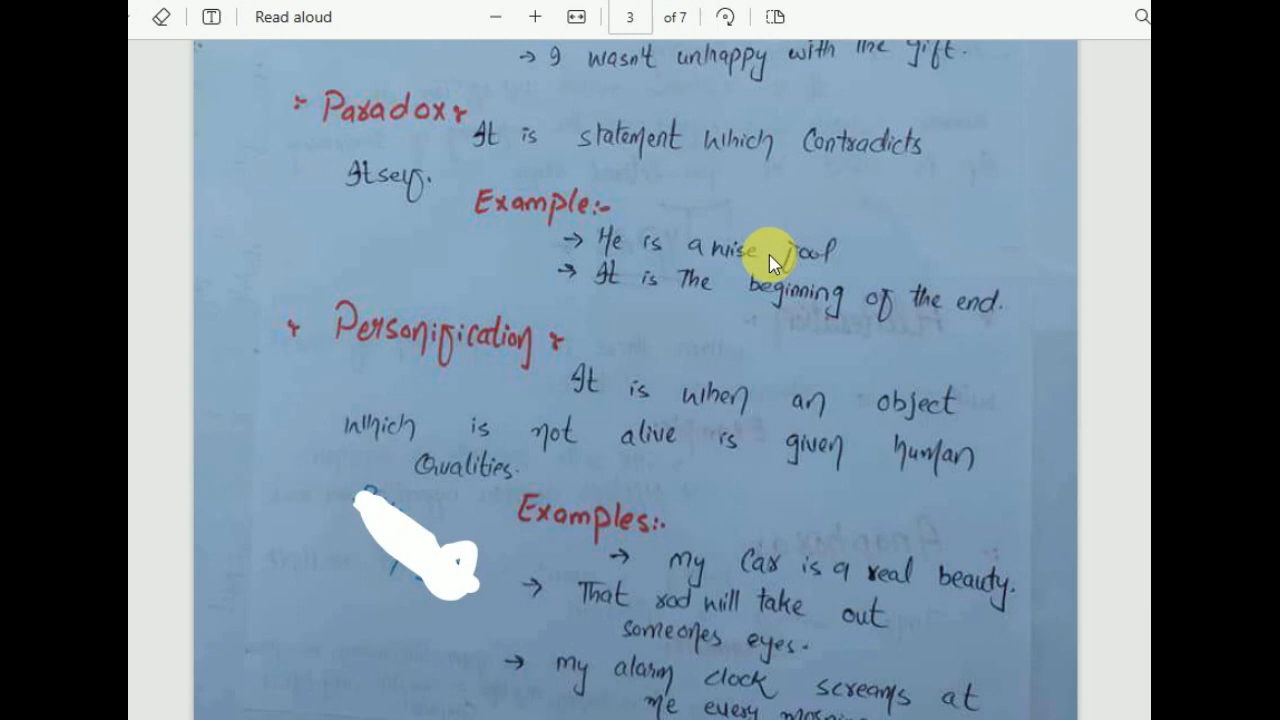 Read aloud
3 of 7
→ I wasn't unhappy with the gift.
Paradox
It is statement which Contradicts
Itself.
Example:-
→ He is a wise fool
→ It is The beginning of the end.
Personification
It is when an object
Which is not alive is given human
Qualities.
Examples:-
→ My Car is a real beauty.
→ That rod will take out
someones eyes.
→ My alarm clock screams at
me every morning